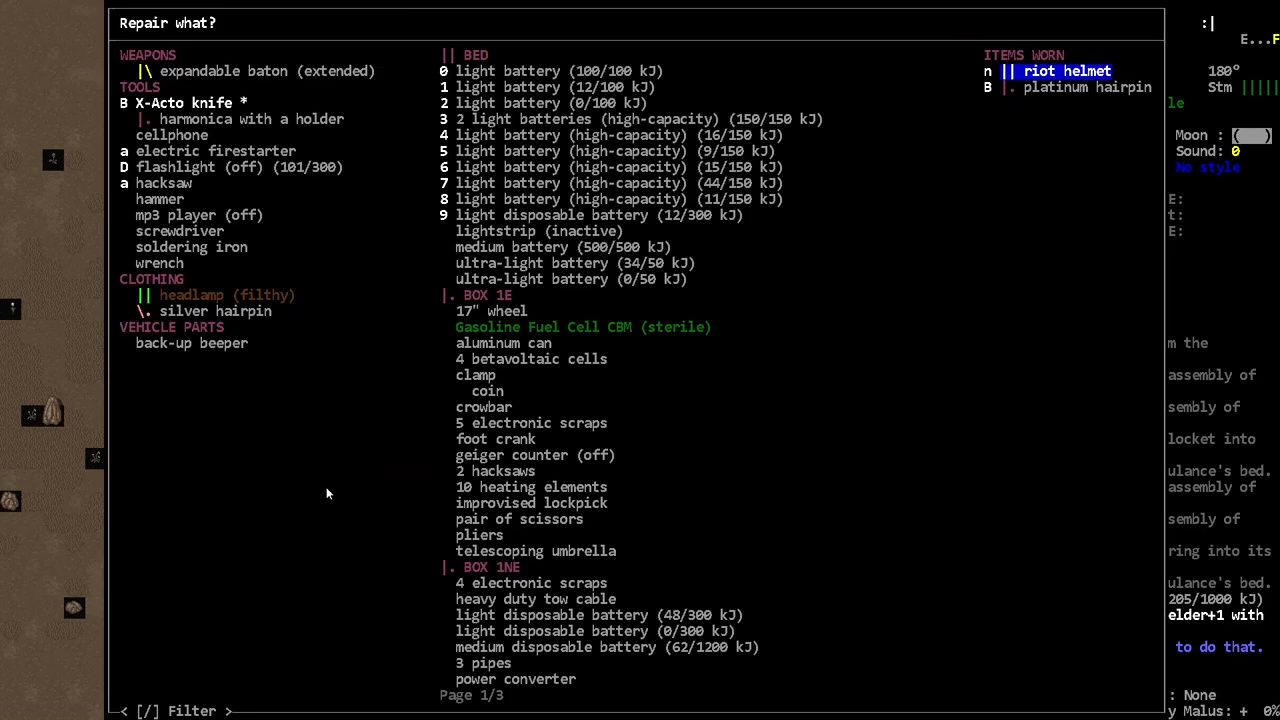 Repair what?
WEAPONS
|\ expandable baton (extended)
TOOLS
B X-Acto knife *
|. harmonica with a holder
cellphone
a electric firestarter
D flashlight (off) (101/300)
a hacksaw
hammer
mp3 player (off)
screwdriver
soldering iron
wrench
CLOTHING
|| headlamp (filthy)
\. silver hairpin
VEHICLE PARTS
back-up beeper
|| BED
0 light battery (100/100 kJ)
1 light battery (12/100 kJ)
2 light battery (0/100 kJ)
3 2 light batteries (high-capacity) (150/150 kJ)
4 light battery (high-capacity) (16/150 kJ)
5 light battery (high-capacity) (9/150 kJ)
6 light battery (high-capacity) (15/150 kJ)
7 light battery (high-capacity) (44/150 kJ)
8 light battery (high-capacity) (11/150 kJ)
9 light disposable battery (12/300 kJ)
lightstrip (inactive)
medium battery (500/500 kJ)
ultra-light battery (34/50 kJ)
ultra-light battery (0/50 kJ)
|. BOX 1E
17" wheel
Gasoline Fuel Cell CBM (sterile)
aluminum can
4 betavoltaic cells
clamp
coin
crowbar
5 electronic scraps
foot crank
geiger counter (off)
2 hacksaws
10 heating elements
improvised lockpick
pair of scissors
pliers
telescoping umbrella
|. BOX 1NE
4 electronic scraps
heavy duty tow cable
light disposable battery (48/300 kJ)
light disposable battery (0/300 kJ)
medium disposable battery (62/1200 kJ)
3 pipes
power converter
Page 1/3
ITEMS WORN
n || riot helmet
B |. platinum hairpin
< [/] Filter >
:|
E...F
180°
Stm |||||
le
Moon : (    )
Sound: 0
No style
E:
t:
E:
m the
assembly of
sembly of
locket into
ulance's bed.
assembly of
sembly of
ring into its
ulance's bed.
205/1000 kJ)
elder+1 with
to do that.
: None
y Malus: + 0%